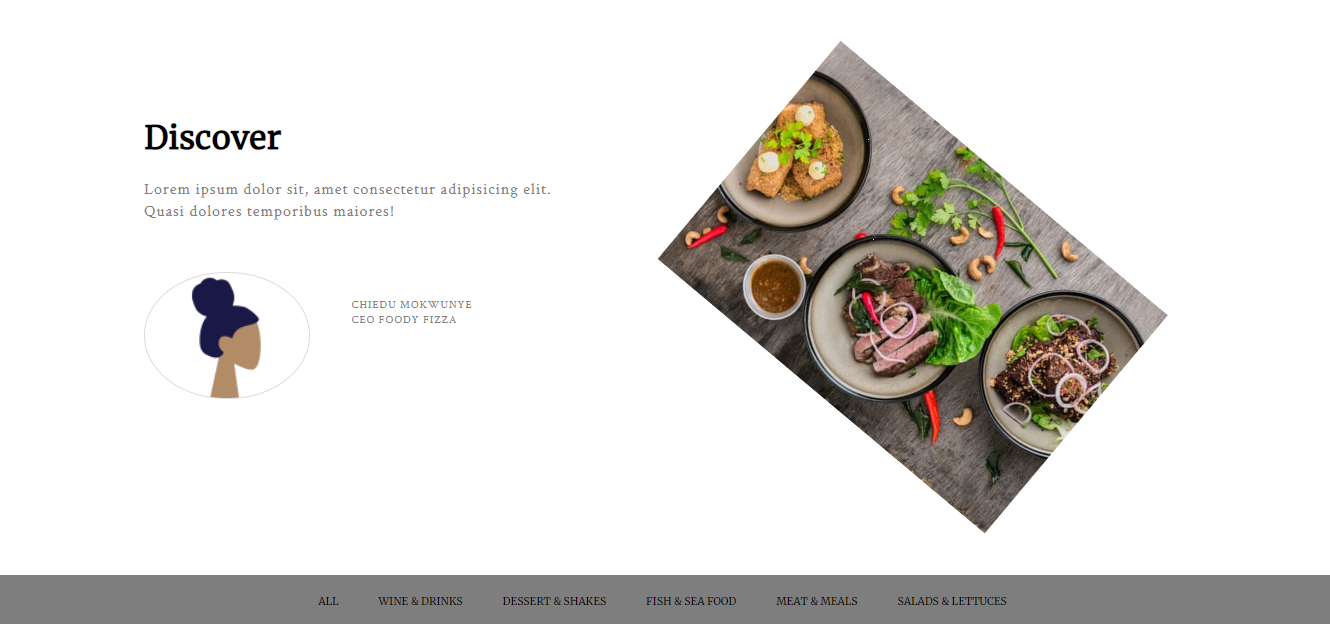 Discover
Lorem ipsum dolor sit, amet consectetur adipisicing elit.
Quasi dolores temporibus maiores!
CHIEDU MOKWUNYE
CEO FOODY FIZZA
ALL WINE & DRINKS DESSERT & SHAKES FISH & SEA FOOD MEAT & MEALS SALADS & LETTUCES